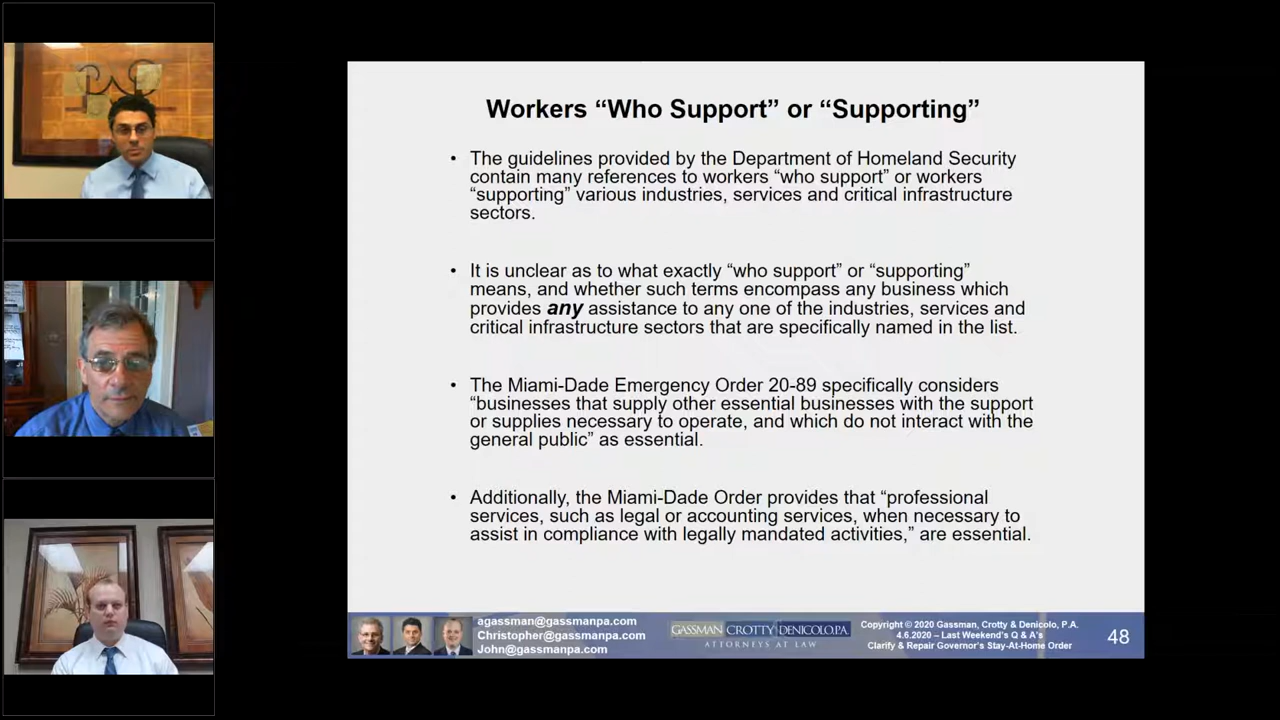 Workers “Who Support” or “Supporting”
• The guidelines provided by the Department of Homeland Security
contain many references to workers “who support” or workers
“supporting” various industries, services and critical infrastructure
sectors.
• It is unclear as to what exactly “who support” or “supporting”
means, and whether such terms encompass any business which
provides any assistance to any one of the industries, services and
critical infrastructure sectors that are specifically named in the list.
• The Miami-Dade Emergency Order 20-89 specifically considers
“businesses that supply other essential businesses with the support
or supplies necessary to operate, and which do not interact with the
general public” as essential.
• Additionally, the Miami-Dade Order provides that “professional
services, such as legal or accounting services, when necessary to
assist in compliance with legally mandated activities,” are essential.
agassman@gassmanpa.com
Christopher@gassmanpa.com
John@gassmanpa.com
GASSMAN CROTTY DENICOLO, P.A.
ATTORNEYS AT LAW
Copyright © 2020 Gassman, Crotty & Denicolo, P.A.
4.6.2020 – Last Weekend's Q & A's
Clarify & Repair Governor's Stay-At-Home Order
48